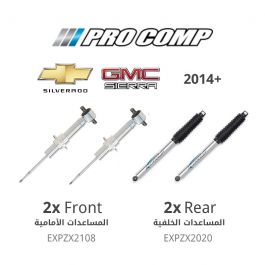 PRO COMP
SILVERADO
GMC
SIERRA
2014+
2x Front
المساعدات الأمامية
EXPZX2108
2x Rear
المساعدات الخلفية
EXPZX2020